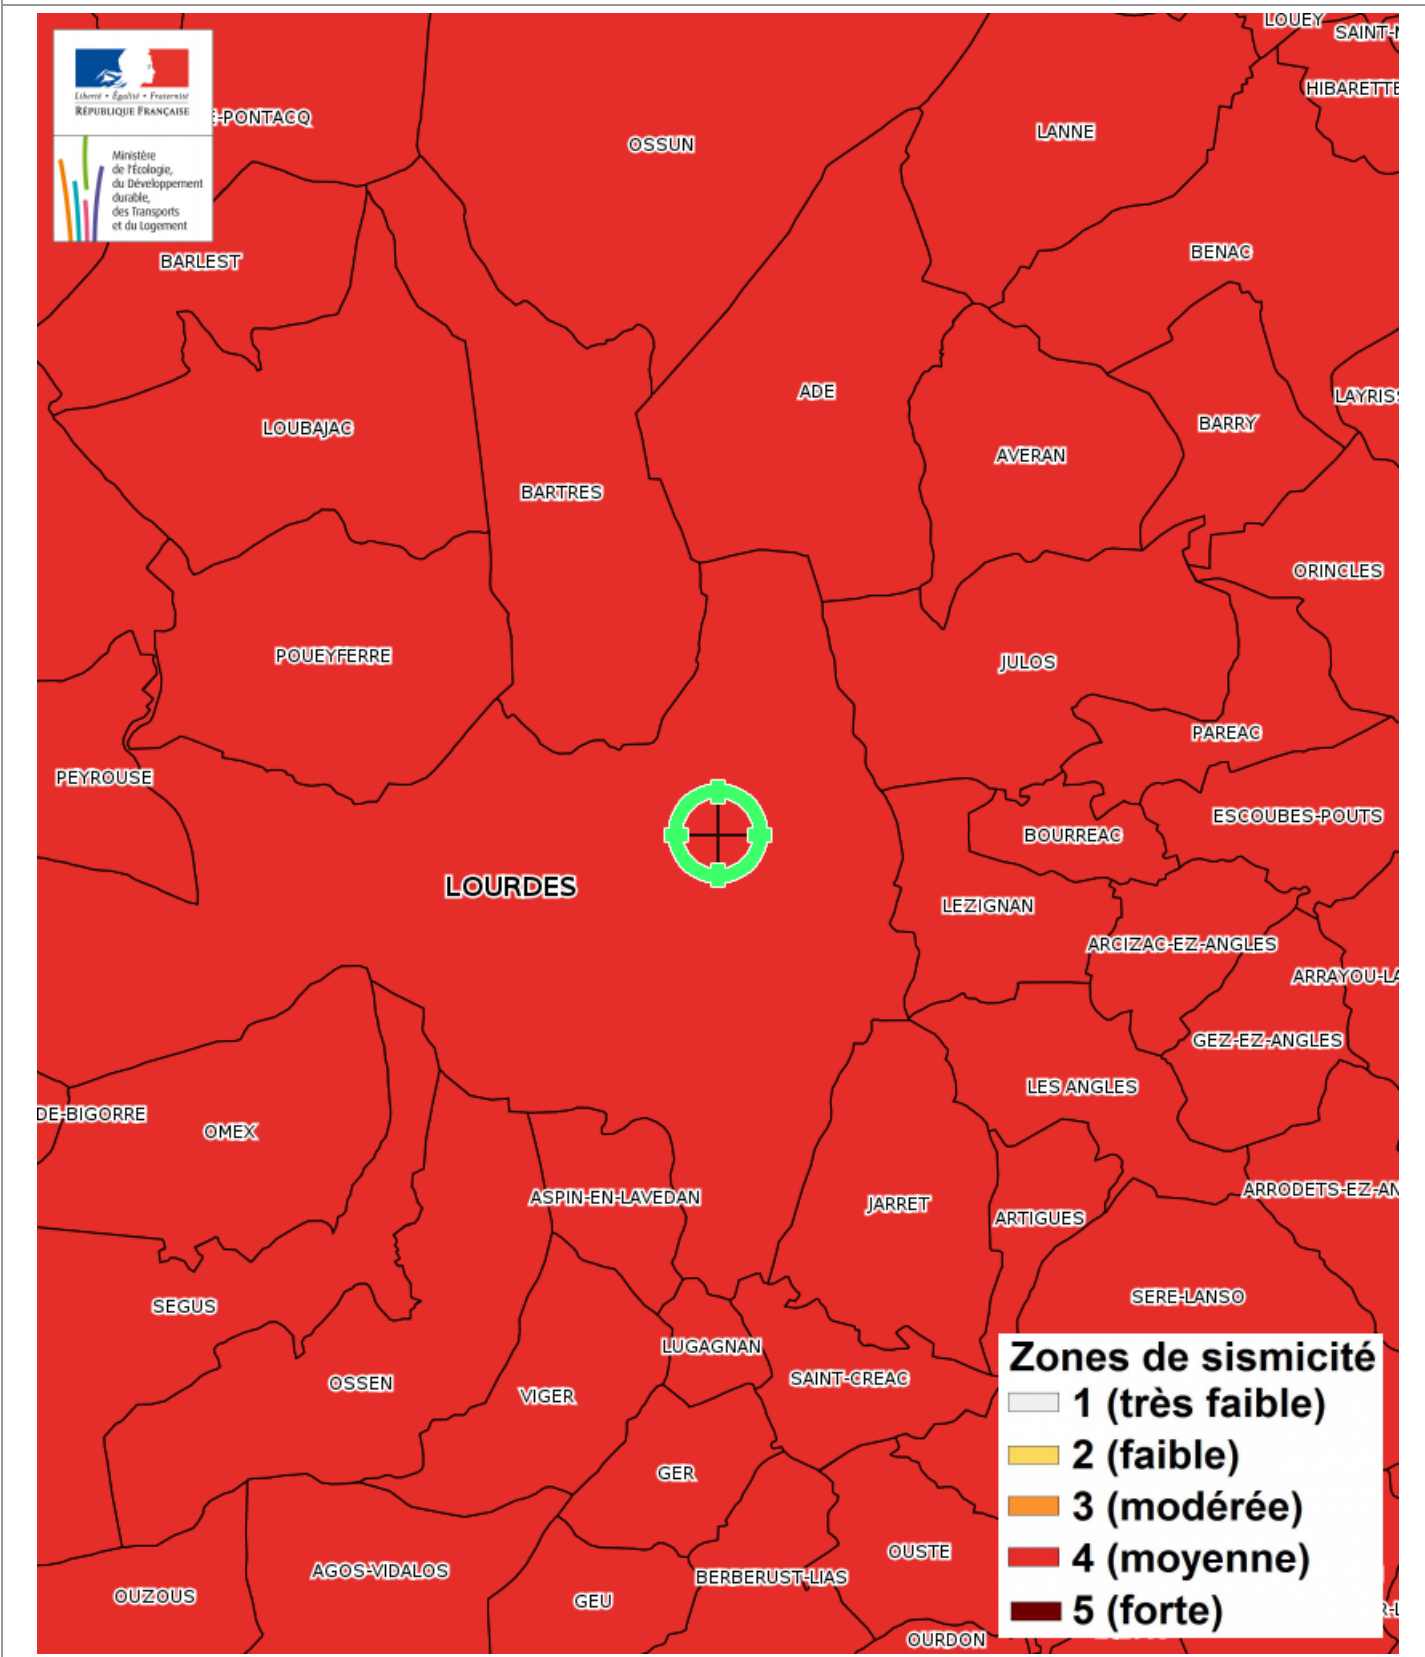 LOUEY
SAINT-M
HIBARETTE
Liberté • Égalité • Fraternité
RÉPUBLIQUE FRANÇAISE
E-PONTACQ
OSSUN
LANNE
Ministère
de l'Écologie,
du Développement
durable,
des Transports
et du Logement
BENAC
BARLEST
ADE
LAYRISS
LOUBAJAC
BARRY
AVERAN
BARTRES
ORINCLES
POUEYFERRE
JULOS
PAREAC
PEYROUSE
ESCOUBES-POUTS
BOURREAC
LOURDES
LEZIGNAN
ARCIZAC-EZ-ANGLES
ARRAYOU-LA
GEZ-EZ-ANGLES
LES ANGLES
DE-BIGORRE
OMEX
ASPIN-EN-LAVEDAN
JARRET
ARRODETS-EZ-AN
ARTIGUES
SERE-LANSO
SEGUS
LUGAGNAN
SAINT-CREAC
OSSEN
VIGER
Zones de sismicité
1 (très faible)
2 (faible)
3 (modérée)
4 (moyenne)
5 (forte)
GER
OUSTE
AGOS-VIDALOS
BERBERUST-LIAS
OUZOUS
GEU
R-L
OURDON